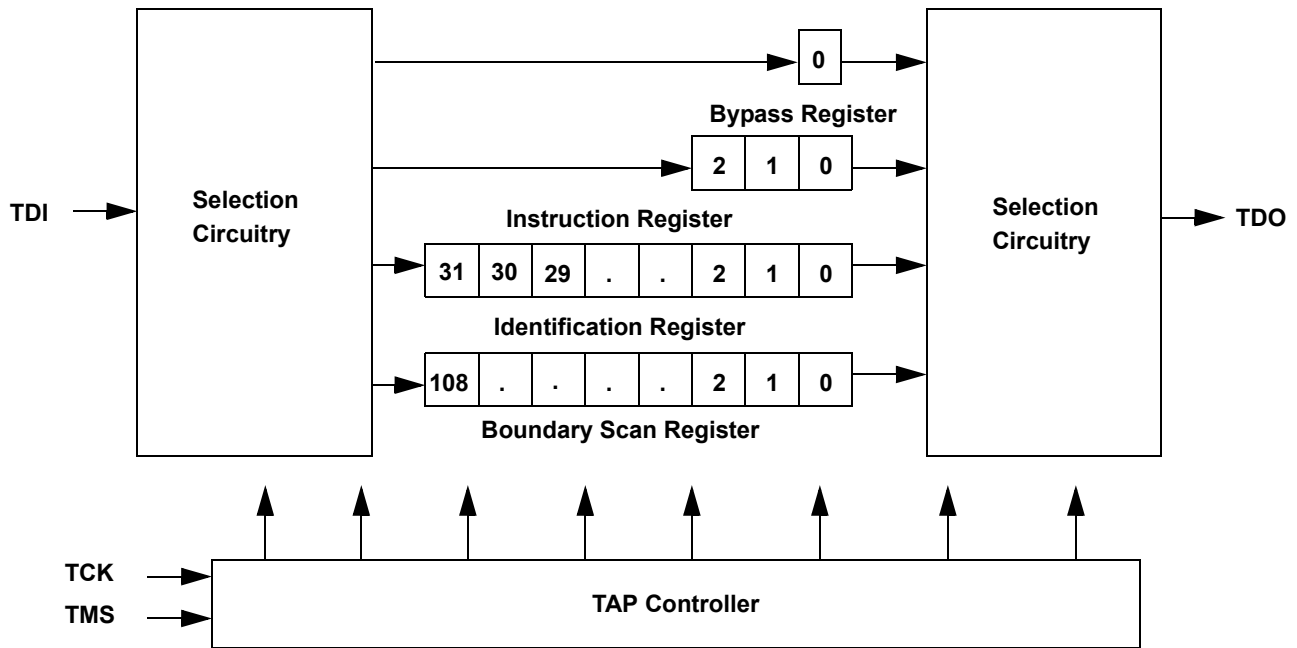 0
Bypass Register
2 1 0
Selection
Circuitry
Selection
Circuitry
TDI
TDO
Instruction Register
31 30 29 . . 2 1 0
Identification Register
108 . . . . 2 1 0
Boundary Scan Register
TCK
TMS
TAP Controller